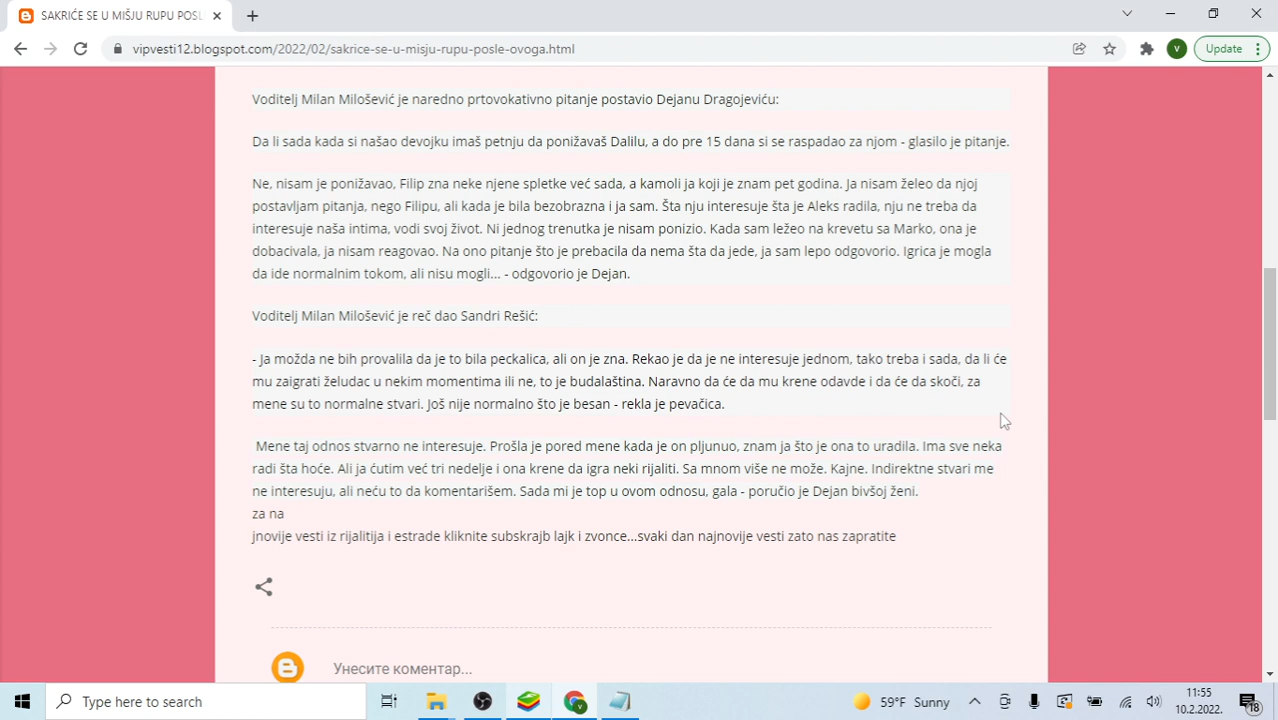 SAKRIĆE SE U MIŠJU RUPU POSL
vipvesti12.blogspot.com/2022/02/sakrice-se-u-misju-rupu-posle-ovoga.html
V
Update
Voditelj Milan Milošević je naredno prtovokativno pitanje postavio Dejanu Dragojeviću:
Da li sada kada si našao devojku imaš petnju da ponižavaš Dalilu, a do pre 15 dana si se raspadao za njom - glasilo je pitanje.
Ne, nisam je ponižavao, Filip zna neke njene spletke već sada, a kamoli ja koji je znam pet godina. Ja nisam želeo da njoj
postavljam pitanja, nego Filipu, ali kada je bila bezobrazna i ja sam. Šta nju interesuje šta je Aleks radila, nju ne treba da
interesuje naša intima, vodi svoj život. Ni jednog trenutka je nisam ponizio. Kada sam ležeo na krevetu sa Marko, ona je
dobacivala, ja nisam reagovao. Na ono pitanje što je prebacila da nema šta da jede, ja sam lepo odgovorio. Igrica je mogla
da ide normalnim tokom, ali nisu mogli... - odgovorio je Dejan.
Voditelj Milan Milošević je reč dao Sandri Rešić:
- Ja možda ne bih provalila da je to bila peckalica, ali on je zna. Rekao je da je ne interesuje jednom, tako treba i sada, da li će
mu zaigrati želudac u nekim momentima ili ne, to je budalaština. Naravno da će da mu krene odavde i da će da skoči, za
mene su to normalne stvari. Još nije normalno što je besan - rekla je pevačica.
Mene taj odnos stvarno ne interesuje. Prošla je pored mene kada je on pljunuo, znam ja što je ona to uradila. Ima sve neka
radi šta hoće. Ali ja ćutim već tri nedelje i ona krene da igra neki rijaliti. Sa mnom više ne može. Kajne. Indirektne stvari me
ne interesuju, ali neću to da komentarišem. Sada mi je top u ovom odnosu, gala - poručio je Dejan bivšoj ženi.
za na
jnovije vesti iz rijalitija i estrade kliknite subskrajb lajk i zvonce...svaki dan najnovije vesti zato nas zapratite
Унесите коментар...
Type here to search
V
59°F Sunny
11:55
10.2.2022.
18